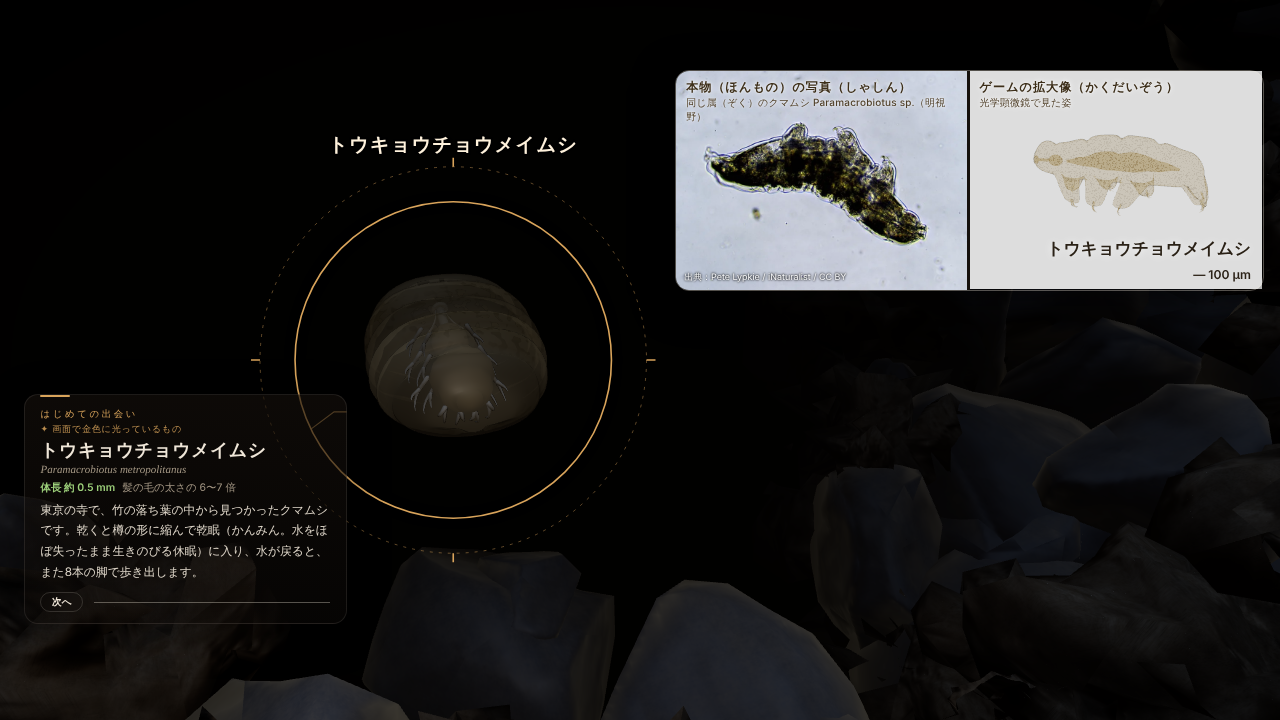 本物（ほんもの）の写真（しゃしん）
同じ属（ぞく）のクマムシ Paramacrobiotus sp.（明視
野）
出典：Pete Lypkie / iNaturalist / CC BY
ゲームの拡大像（かくだいぞう）
光学顕微鏡で見た姿
トウキョウチョウメイムシ
— 100 µm
トウキョウチョウメイムシ
はじめての出会い
✦ 画面で金色に光っているもの
トウキョウチョウメイムシ
Paramacrobiotus metropolitanus
体長 約 0.5 mm 髪の毛の太さの 6〜7 倍
東京の寺で、竹の落ち葉の中から見つかったクマムシ
です。乾くと樽の形に縮んで乾眠（かんみん。水をほ
ぼ失ったまま生きのびる休眠）に入り、水が戻ると、
また8本の脚で歩き出します。
次へ